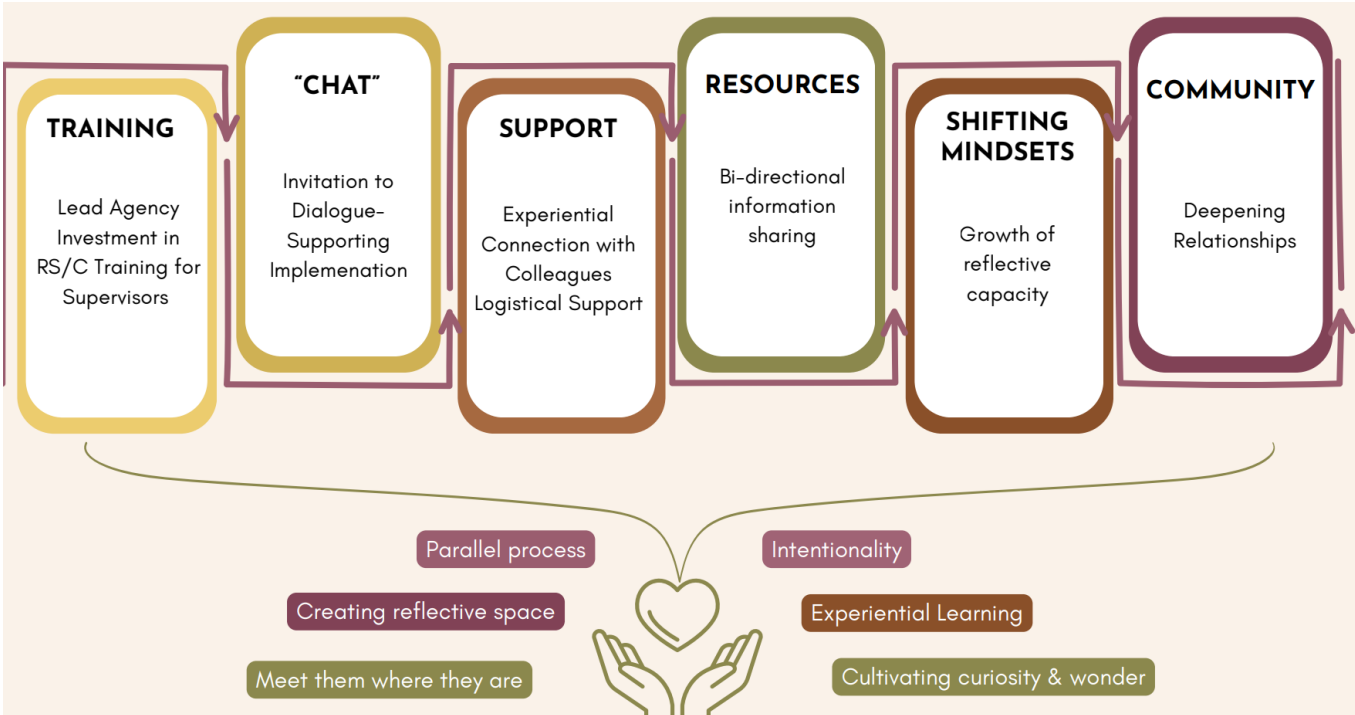 TRAINING
Lead Agency
Investment in
RS/C Training for
Supervisors
“CHAT”
Invitation to
Dialogue-
Supporting
Implemenation
SUPPORT
Experiential
Connection with
Colleagues
Logistical Support
RESOURCES
Bi-directional
information
sharing
SHIFTING
MINDSETS
Growth of
reflective
capacity
COMMUNITY
Deepening
Relationships
Parallel process
Intentionality
Creating reflective space
Experiential Learning
Meet them where they are
Cultivating curiosity & wonder